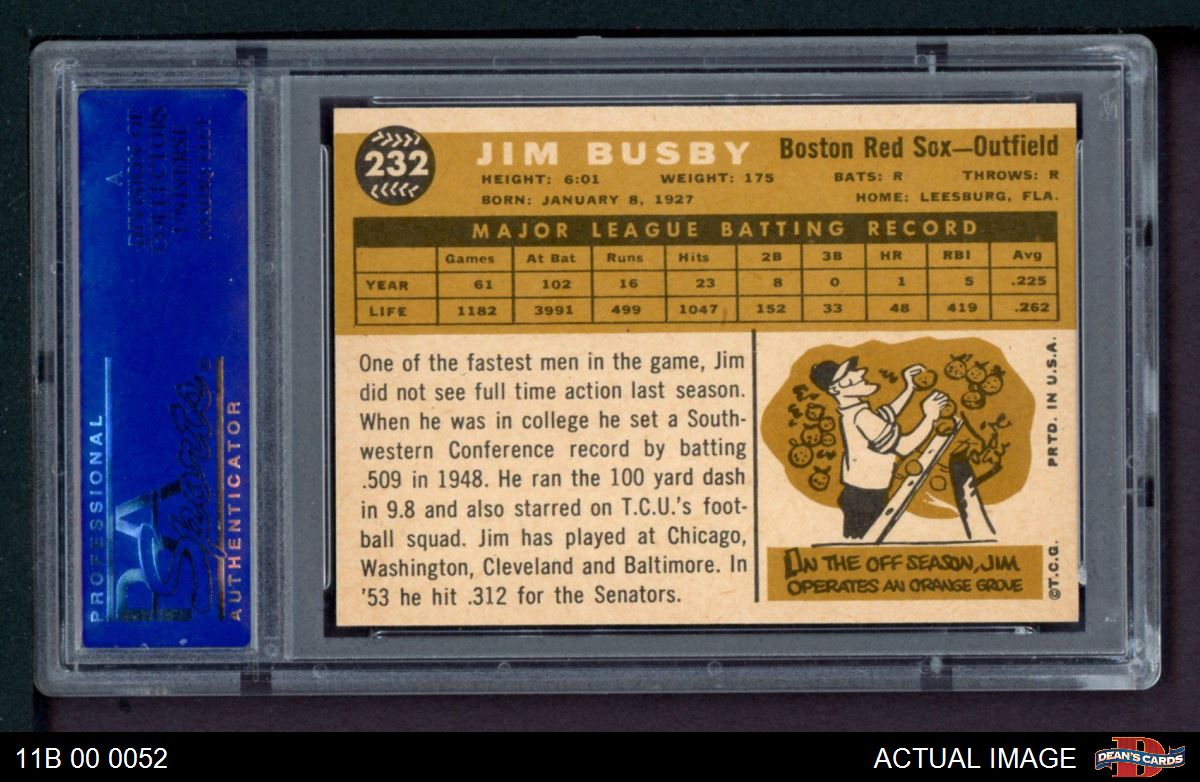 232
JIM BUSBY
Boston Red Sox—Outfield
HEIGHT: 6:01 WEIGHT: 175 BATS: R THROWS: R
BORN: JANUARY 8, 1927 HOME: LEESBURG, FLA.
MAJOR LEAGUE BATTING RECORD
Games At Bat Runs Hits 2B 3B HR RBI Avg
YEAR 61 102 16 23 8 0 1 5 .225
LIFE 1182 3991 499 1047 152 33 48 419 .262
One of the fastest men in the game, Jim
did not see full time action last season.
When he was in college he set a South-
western Conference record by batting
.509 in 1948. He ran the 100 yard dash
in 9.8 and also starred on T.C.U.'s foot-
ball squad. Jim has played at Chicago,
Washington, Cleveland and Baltimore. In
'53 he hit .312 for the Senators.
IN THE OFF SEASON, JIM
OPERATES AN ORANGE GROVE
PRTD. IN U.S.A.
©T.C.G.
A
DIVISION OF
COLLECTORS
UNIVERSE
PROFESSIONAL
PSA
Sports
AUTHENTICATOR
11B 00 0052
ACTUAL IMAGE
DEAN'S CARDS